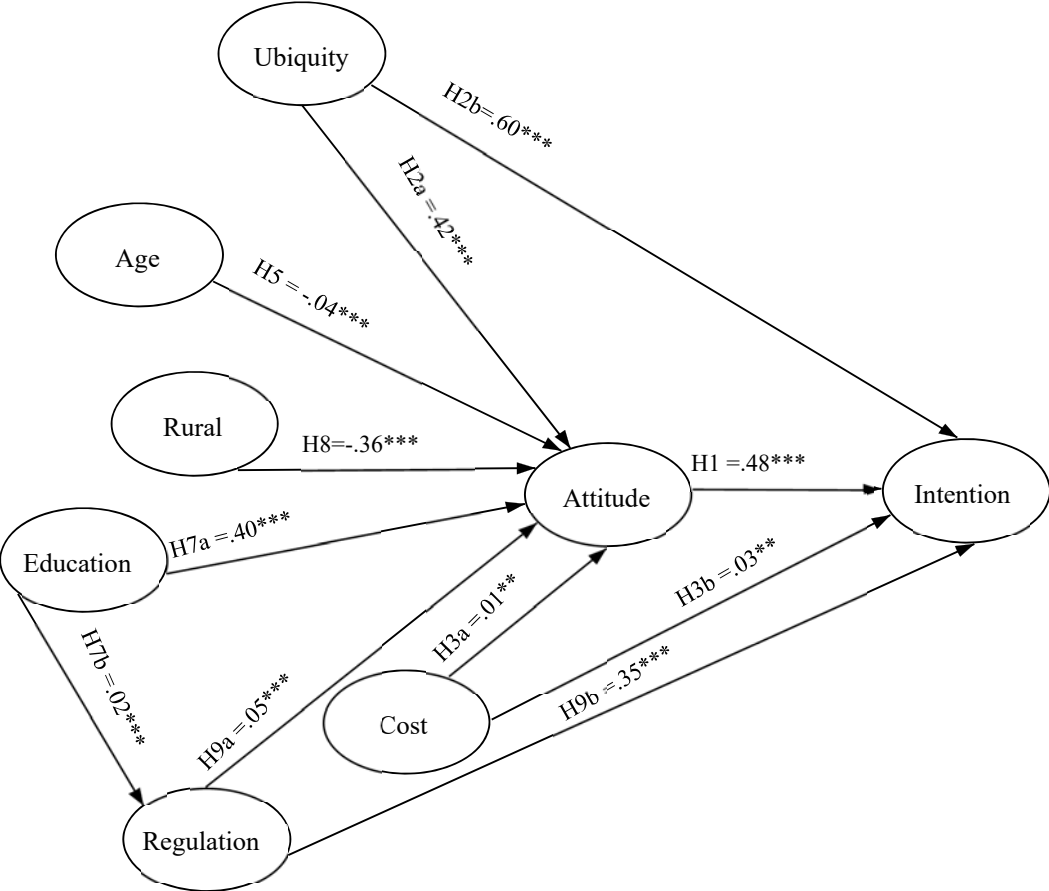 Ubiquity
H2b=.60***
H2a =.42***
Age
H5 = -.04***
Rural
H8=-.36***
Attitude
H1 =.48***
Intention
Education
H7a =.40***
H7b =.02***
H9a =.05***
H3a =.01**
H3b =.03**
H9b =.35***
Cost
Regulation